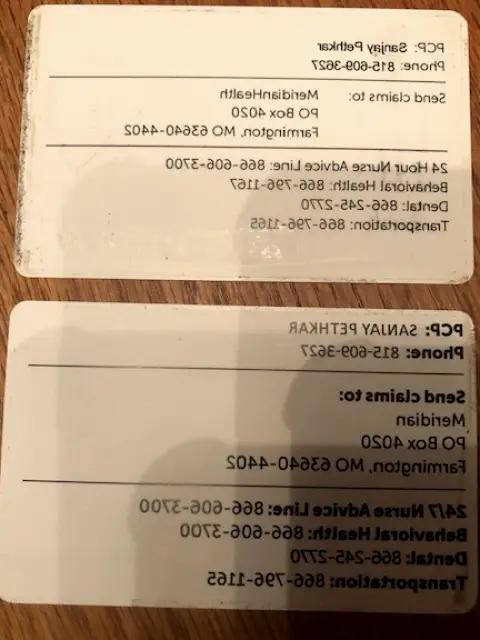 PCP: Sanjay Pethkar
Phone: 815-609-3627
Send claims to: MeridianHealth
PO Box 4020
Farmington, MO 63640-4402
24 Hour Nurse Advice Line: 866-606-3700
Behavioral Health: 866-796-1167
Dental: 866-245-2770
Transportation: 866-796-1165
PCP: SANJAY PETHKAR
Phone: 815-609-3627
Send claims to:
Meridian
PO Box 4020
Farmington, MO 63640-4402
24/7 Nurse Advice Line: 866-606-3700
Behavioral Health: 866-606-3700
Dental: 866-245-2770
Transportation: 866-796-1165